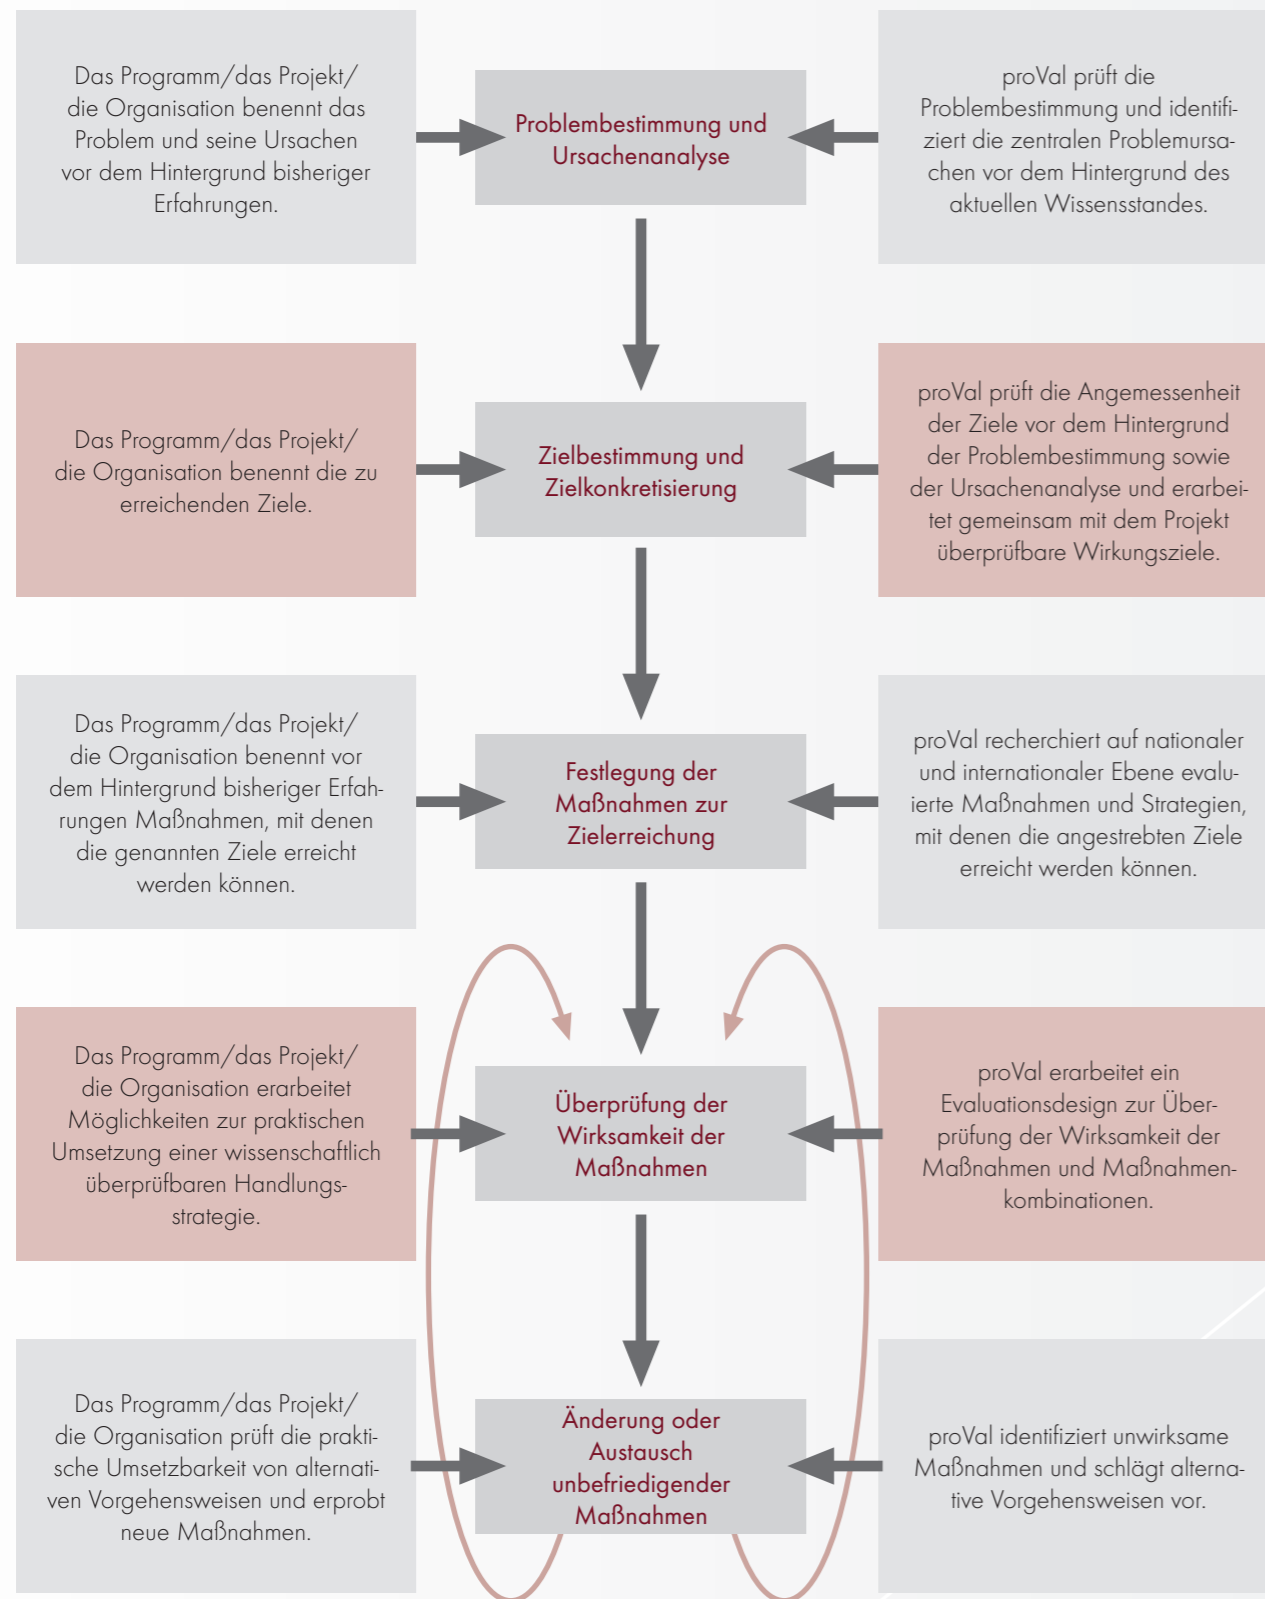 Das Programm/das Projekt/
die Organisation benennt das
Problem und seine Ursachen
vor dem Hintergrund bisheriger
Erfahrungen.
Problembestimmung und
Ursachenanalyse
proVal prüft die
Problembestimmung und identifi-
ziert die zentralen Problemursa-
chen vor dem Hintergrund des
aktuellen Wissensstandes.
Das Programm/das Projekt/
die Organisation benennt die zu
erreichenden Ziele.
Zielbestimmung und
Zielkonkretisierung
proVal prüft die Angemessenheit
der Ziele vor dem Hintergrund
der Problembestimmung sowie
der Ursachenanalyse und erarbei-
tet gemeinsam mit dem Projekt
überprüfbare Wirkungsziele.
Das Programm/das Projekt/
die Organisation benennt vor
dem Hintergrund bisheriger Erfah-
rungen Maßnahmen, mit denen
die genannten Ziele erreicht
werden können.
Festlegung der
Maßnahmen zur
Zielerreichung
proVal recherchiert auf nationaler
und internationaler Ebene evalu-
ierte Maßnahmen und Strategien,
mit denen die angestrebten Ziele
erreicht werden können.
Das Programm/das Projekt/
die Organisation erarbeitet
Möglichkeiten zur praktischen
Umsetzung einer wissenschaftlich
überprüfbaren Handlungs-
strategie.
Überprüfung der
Wirksamkeit der
Maßnahmen
proVal erarbeitet ein
Evaluationsdesign zur Über-
prüfung der Wirksamkeit der
Maßnahmen und Maßnahmen-
kombinationen.
Das Programm/das Projekt/
die Organisation prüft die prakti-
sche Umsetzbarkeit von alternati-
ven Vorgehensweisen und erprobt
neue Maßnahmen.
Änderung oder
Austausch
unbefriedigender
Maßnahmen
proVal identifiziert unwirksame
Maßnahmen und schlägt alterna-
tive Vorgehensweisen vor.